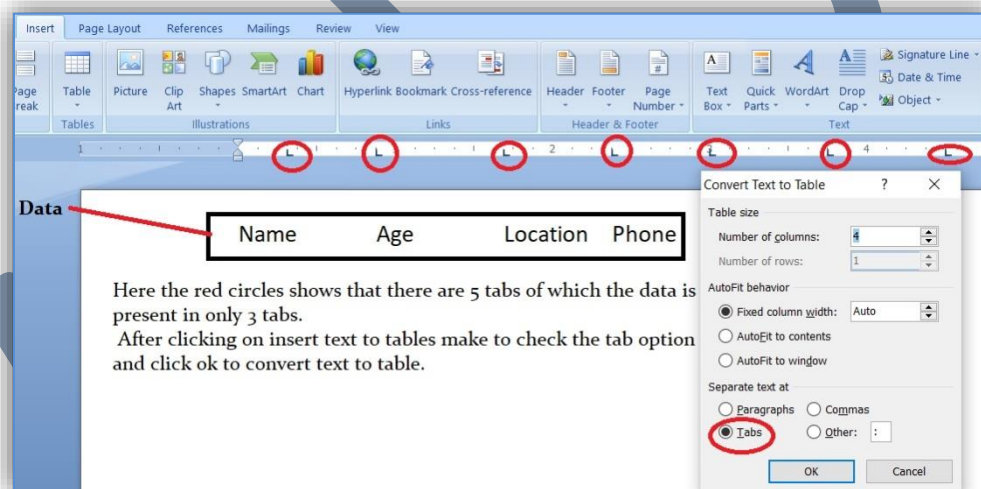 Insert Page Layout References Mailings Review View
Page Break
Table
Picture
Clip Art
Shapes
SmartArt
Chart
Hyperlink
Bookmark
Cross-reference
Header
Footer
Page Number
Text Box
Quick Parts
WordArt
Drop Cap
Signature Line
Date & Time
Object
Tables Illustrations Links Header & Footer Text
1 2 3 4
Convert Text to Table ? ×
Data
Name Age Location Phone
Here the red circles shows that there are 5 tabs of which the data is
present in only 3 tabs.
After clicking on insert text to tables make to check the tab option
and click ok to convert text to table.
Table size
Number of columns: 4
Number of rows: 1
AutoFit behavior
Fixed column width: Auto
AutoFit to contents
AutoFit to window
Separate text at
Paragraphs Commas
Tabs Other: :
OK Cancel